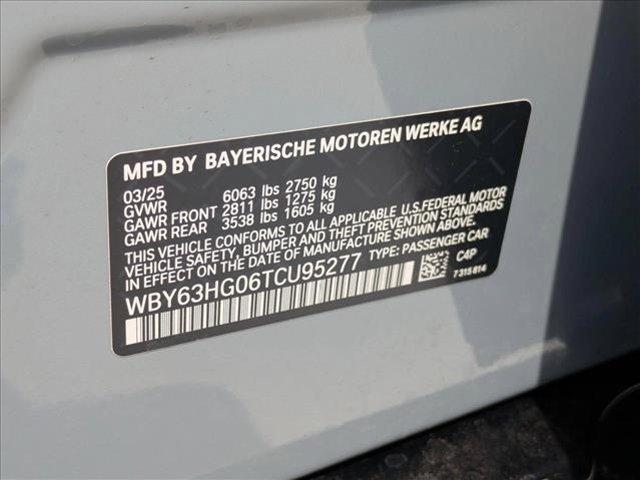 MFD BY BAYERISCHE MOTOREN WERKE AG
03/25
GVWR 6063 lbs 2750 kg
GAWR FRONT 2811 lbs 1275 kg
GAWR REAR 3538 lbs 1605 kg
THIS VEHICLE CONFORMS TO ALL APPLICABLE U.S.FEDERAL MOTOR
VEHICLE SAFETY, BUMPER AND THEFT PREVENTION STANDARDS
IN EFFECT ON THE DATE OF MANUFACTURE SHOWN ABOVE.
WBY63HG06TCU95277 TYPE: PASSENGER CAR
C4P
7315814